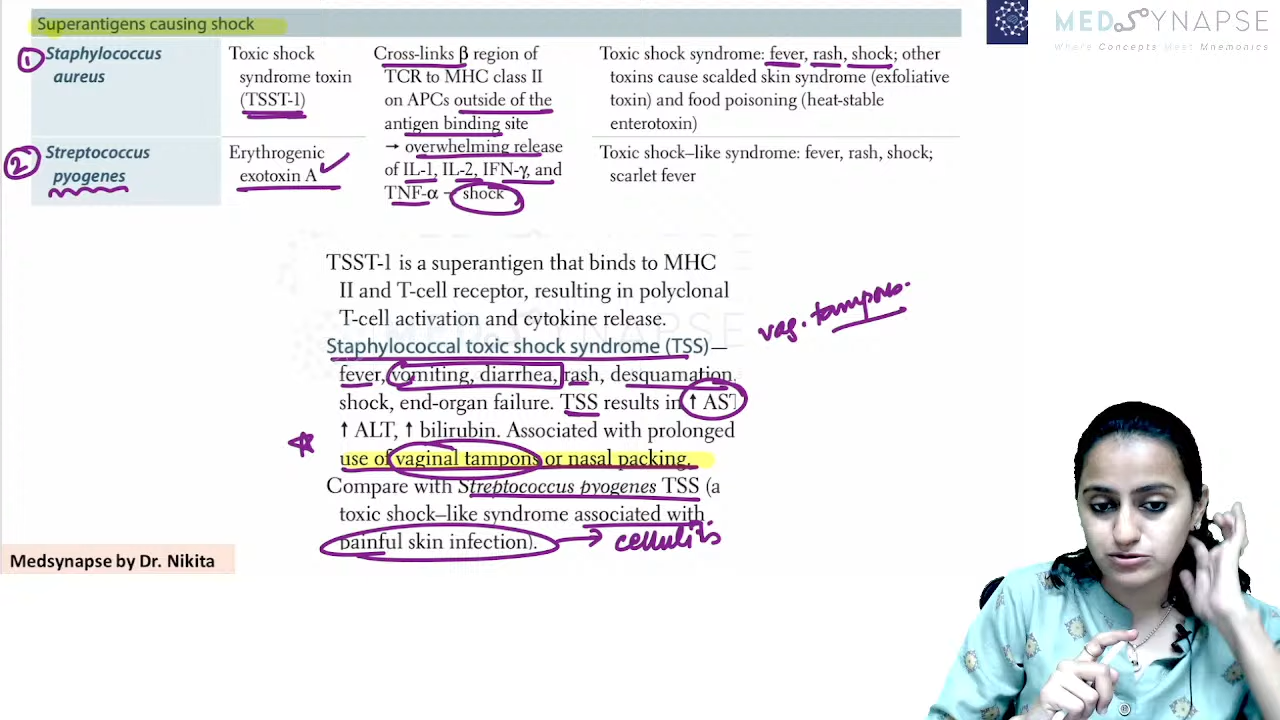 Superantigens causing shock
MEDSYNAPSE
Where Concepts Meet Mnemonics
1
Staphylococcus
aureus
Toxic shock
syndrome toxin
(TSST-1)
Cross-links β region of
TCR to MHC class II
on APCs outside of the
antigen binding site
→ overwhelming release
of IL-1, IL-2, IFN-γ, and
TNF-α → shock
Toxic shock syndrome: fever, rash, shock; other
toxins cause scalded skin syndrome (exfoliative
toxin) and food poisoning (heat-stable
enterotoxin)
2
Streptococcus
pyogenes
Erythrogenic
exotoxin A
Toxic shock–like syndrome: fever, rash, shock;
scarlet fever
TSST-1 is a superantigen that binds to MHC
II and T-cell receptor, resulting in polyclonal
T-cell activation and cytokine release.
Staphylococcal toxic shock syndrome (TSS)—
fever, vomiting, diarrhea, rash, desquamation,
shock, end-organ failure. TSS results in ↑ AST
↑ ALT, ↑ bilirubin. Associated with prolonged
use of vaginal tampons or nasal packing.
Compare with Streptococcus pyogenes TSS (a
toxic shock–like syndrome associated with
painful skin infection). → cellulitis
vag. tampons.
Medsynapse by Dr. Nikita